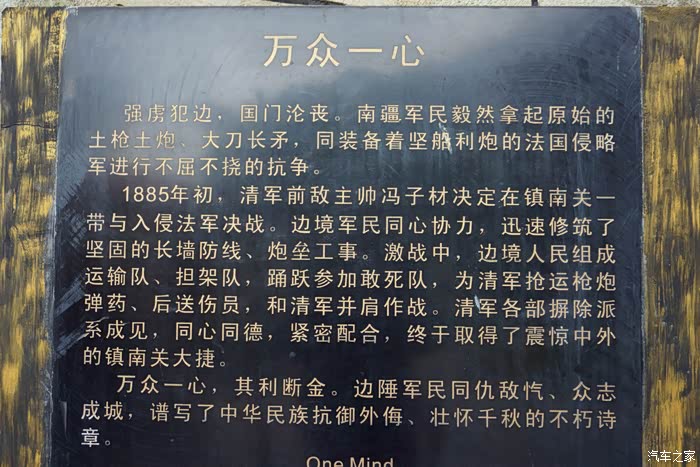 万众一心
强虏犯边，国门沦丧。南疆军民毅然拿起原始的
土枪土炮、大刀长矛，同装备着坚船利炮的法国侵略
军进行不屈不挠的抗争。
1885年初，清军前敌主帅冯子材决定在镇南关一
带与入侵法军决战。边境军民同心协力，迅速修筑了
坚固的长墙防线、炮垒工事。激战中，边境人民组成
运输队、担架队，踊跃参加敢死队，为清军抢运枪炮
弹药、后送伤员，和清军并肩作战。清军各部摒除派
系成见，同心同德，紧密配合，终于取得了震惊中外
的镇南关大捷。
万众一心，其利断金。边陲军民同仇敌忾、众志
成城，谱写了中华民族抗御外侮、壮怀千秋的不朽诗
章。
One Mind
汽车之家